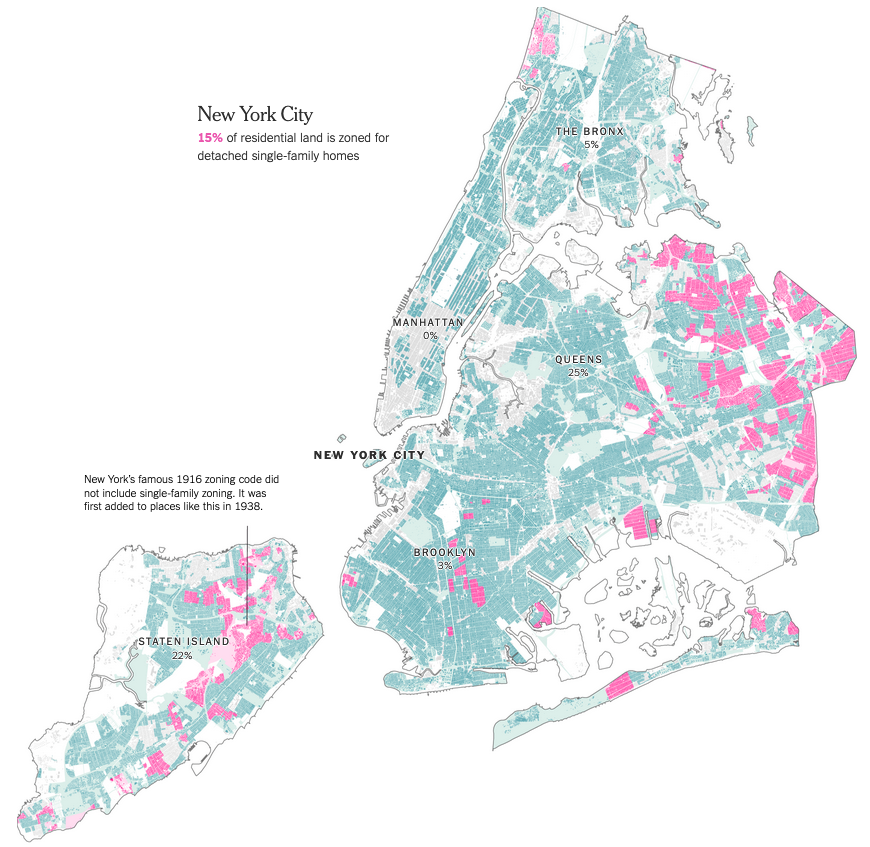 New York City
15% of residential land is zoned for
detached single-family homes
THE BRONX
5%
MANHATTAN
0%
QUEENS
25%
NEW YORK CITY
New York's famous 1916 zoning code did
not include single-family zoning. It was
first added to places like this in 1938.
BROOKLYN
3%
STATEN ISLAND
22%